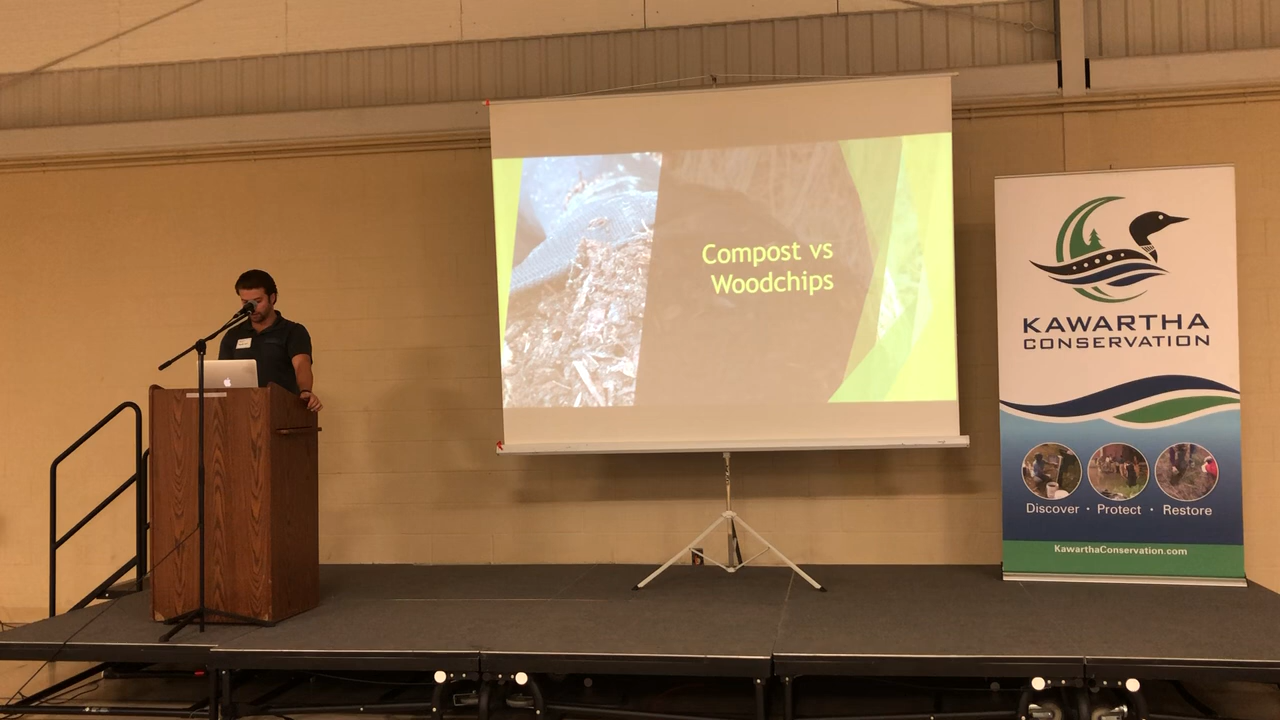 Compost vs
Woodchips
KAWARTHA
CONSERVATION
Discover · Protect · Restore
KawarthaConservation.com